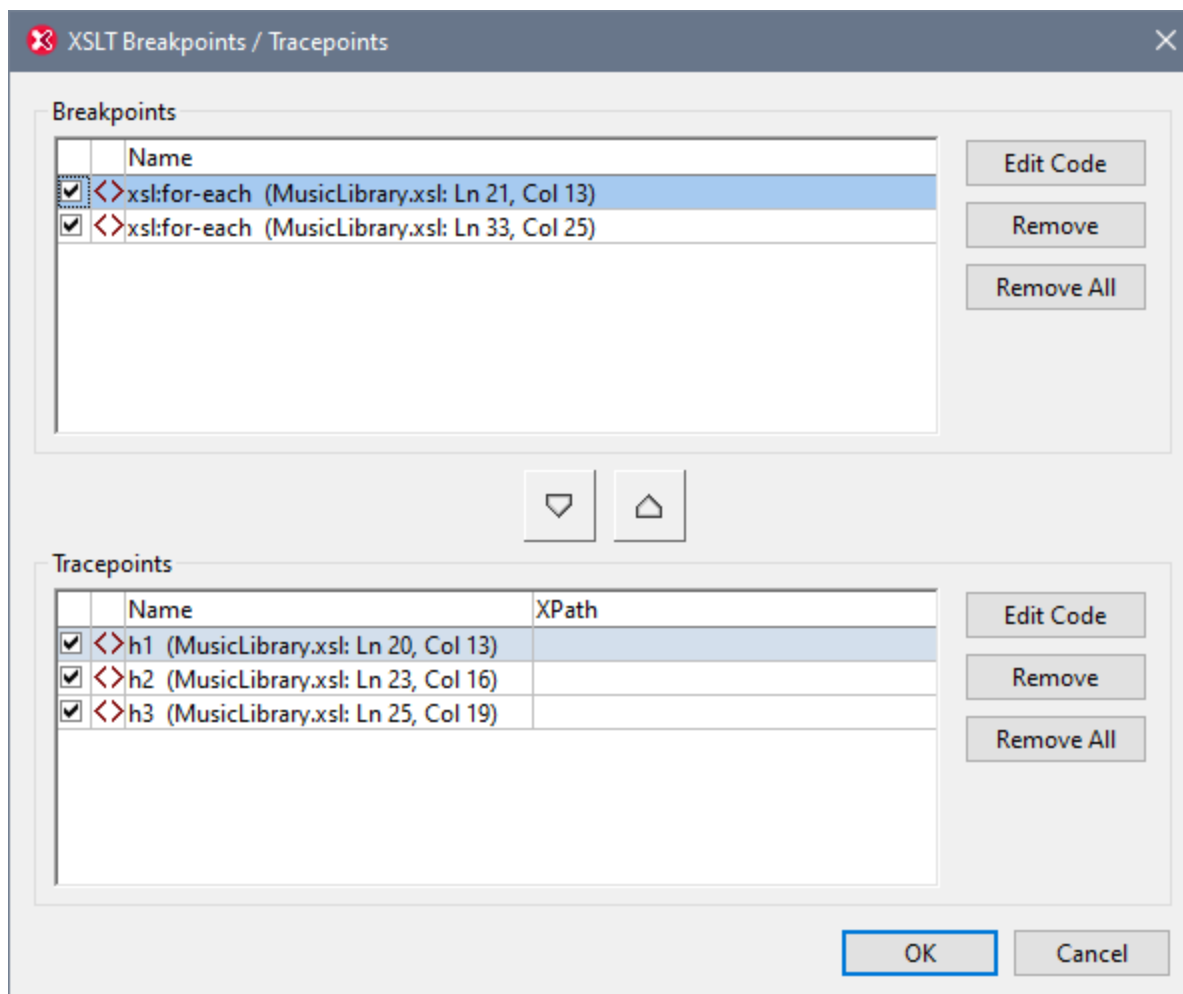 XSLT Breakpoints / Tracepoints
Breakpoints
Name
xsl:for-each (MusicLibrary.xsl: Ln 21, Col 13)
xsl:for-each (MusicLibrary.xsl: Ln 33, Col 25)
Edit Code
Remove
Remove All
Tracepoints
Name XPath
h1 (MusicLibrary.xsl: Ln 20, Col 13)
h2 (MusicLibrary.xsl: Ln 23, Col 16)
h3 (MusicLibrary.xsl: Ln 25, Col 19)
Edit Code
Remove
Remove All
OK Cancel